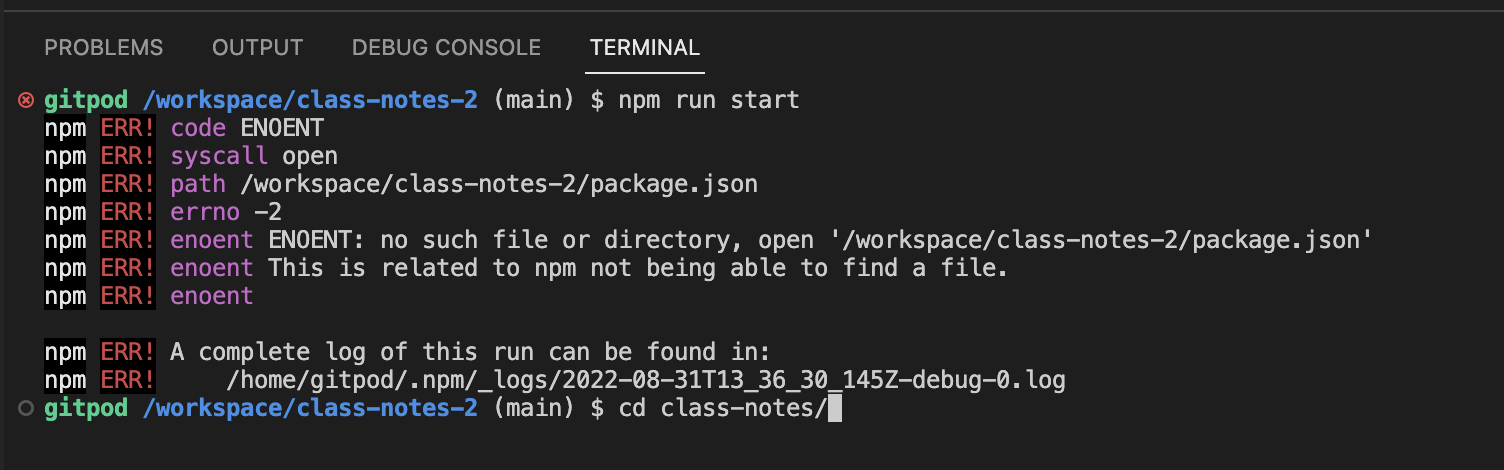 PROBLEMS OUTPUT DEBUG CONSOLE TERMINAL
gitpod /workspace/class-notes-2 (main) $ npm run start
npm ERR! code ENOENT
npm ERR! syscall open
npm ERR! path /workspace/class-notes-2/package.json
npm ERR! errno -2
npm ERR! enoent ENOENT: no such file or directory, open '/workspace/class-notes-2/package.json'
npm ERR! enoent This is related to npm not being able to find a file.
npm ERR! enoent
npm ERR! A complete log of this run can be found in:
npm ERR!     /home/gitpod/.npm/_logs/2022-08-31T13_36_30_145Z-debug-0.log
gitpod /workspace/class-notes-2 (main) $ cd class-notes/